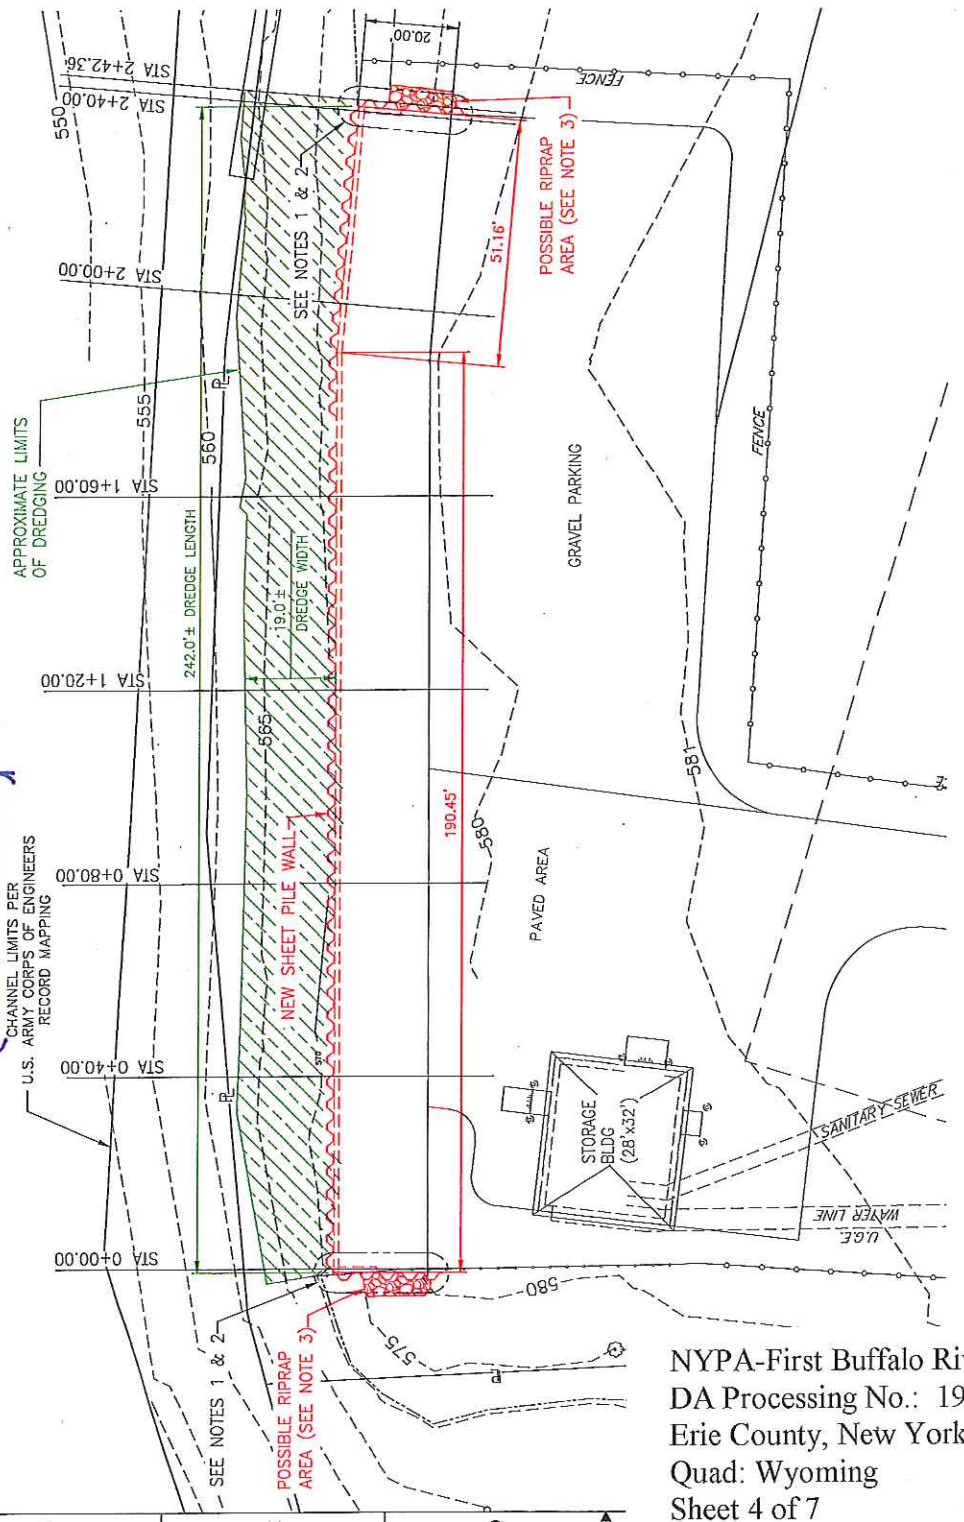 550
STA 2+42.36
STA 2+40.00
20.00'
FENCE
SEE NOTES 1 & 2
POSSIBLE RIPRAP
AREA (SEE NOTE 3)
51.16'
STA 2+00.00
555
560
PL
APPROXIMATE LIMITS
OF DREDGING
STA 1+60.00
242.0'± DREDGE LENGTH
19.0'±
DREDGE WIDTH
GRAVEL PARKING
FENCE
STA 1+20.00
565
581
NEW SHEET PILE WALL
190.45'
580
PAVED AREA
CHANNEL LIMITS PER
U.S. ARMY CORPS OF ENGINEERS
RECORD MAPPING
STA 0+80.00
STA 0+40.00
570
PL
STORAGE
BLDG
(28'x32')
SANITARY SEWER
WATER LINE
U.G.E.
STA 0+00.00
580
575
SEE NOTES 1 & 2
POSSIBLE RIPRAP
AREA (SEE NOTE 3)
NYPA-First Buffalo Ri
DA Processing No.: 19
Erie County, New York
Quad: Wyoming
Sheet 4 of 7